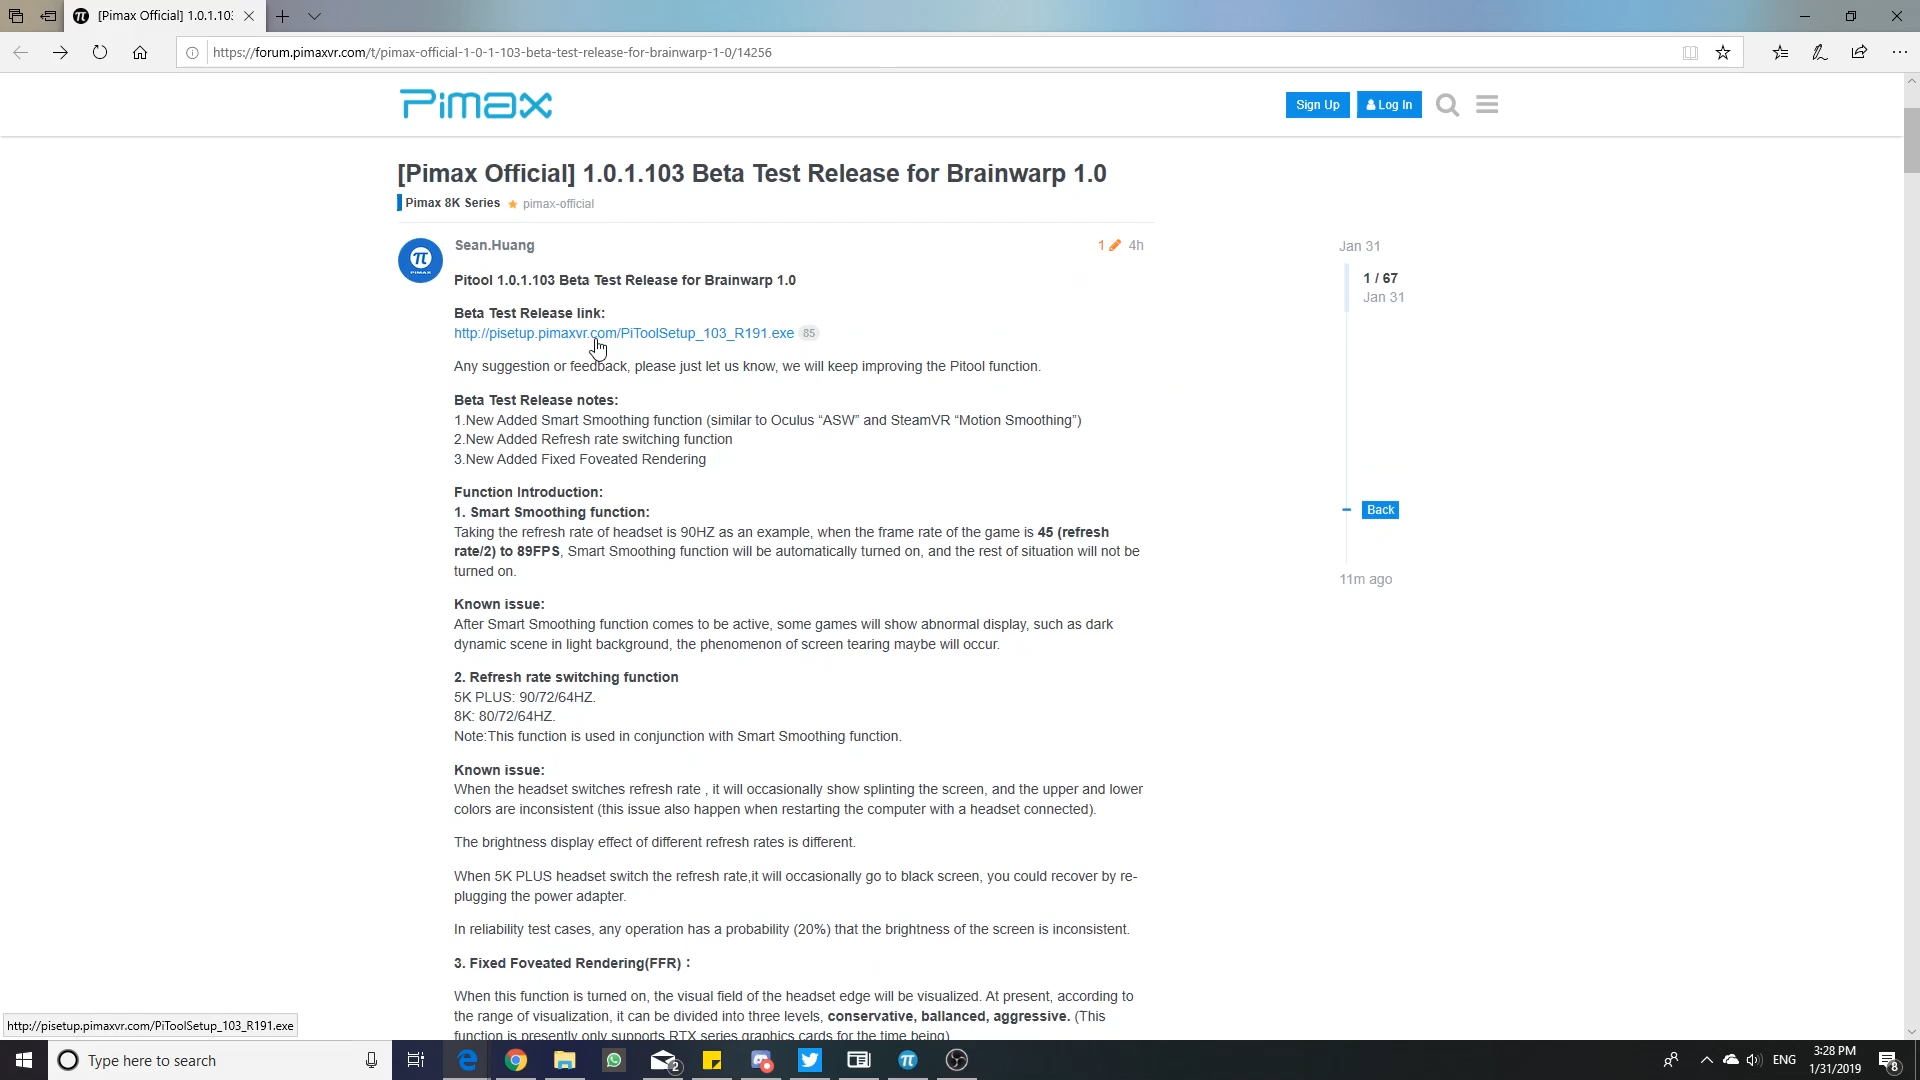 [Pimax Official] 1.0.1.10:
https://forum.pimaxvr.com/t/pimax-official-1-0-1-103-beta-test-release-for-brainwarp-1-0/14256
Pimax
Sign Up
Log In
[Pimax Official] 1.0.1.103 Beta Test Release for Brainwarp 1.0
Pimax 8K Series pimax-official
π
PIMAX
Sean.Huang
1 4h
Pitool 1.0.1.103 Beta Test Release for Brainwarp 1.0
Beta Test Release link:
http://pisetup.pimaxvr.com/PiToolSetup_103_R191.exe 85
Any suggestion or feedback, please just let us know, we will keep improving the Pitool function.
Beta Test Release notes:
1.New Added Smart Smoothing function (similar to Oculus “ASW” and SteamVR “Motion Smoothing”)
2.New Added Refresh rate switching function
3.New Added Fixed Foveated Rendering
Function Introduction:
1. Smart Smoothing function:
Taking the refresh rate of headset is 90HZ as an example, when the frame rate of the game is 45 (refresh
rate/2) to 89FPS, Smart Smoothing function will be automatically turned on, and the rest of situation will not be
turned on.
Known issue:
After Smart Smoothing function comes to be active, some games will show abnormal display, such as dark
dynamic scene in light background, the phenomenon of screen tearing maybe will occur.
2. Refresh rate switching function
5K PLUS: 90/72/64HZ.
8K: 80/72/64HZ.
Note:This function is used in conjunction with Smart Smoothing function.
Known issue:
When the headset switches refresh rate , it will occasionally show splinting the screen, and the upper and lower
colors are inconsistent (this issue also happen when restarting the computer with a headset connected).
The brightness display effect of different refresh rates is different.
When 5K PLUS headset switch the refresh rate,it will occasionally go to black screen, you could recover by re-
plugging the power adapter.
In reliability test cases, any operation has a probability (20%) that the brightness of the screen is inconsistent.
3. Fixed Foveated Rendering(FFR)：
When this function is turned on, the visual field of the headset edge will be visualized. At present, according to
the range of visualization, it can be divided into three levels, conservative, ballanced, aggressive. (This
function is presently only supports RTX series graphics cards for the time being)
Jan 31
1 / 67
Jan 31
Back
11m ago
http://pisetup.pimaxvr.com/PiToolSetup_103_R191.exe
Type here to search
2
π
ENG
3:28 PM
1/31/2019
8